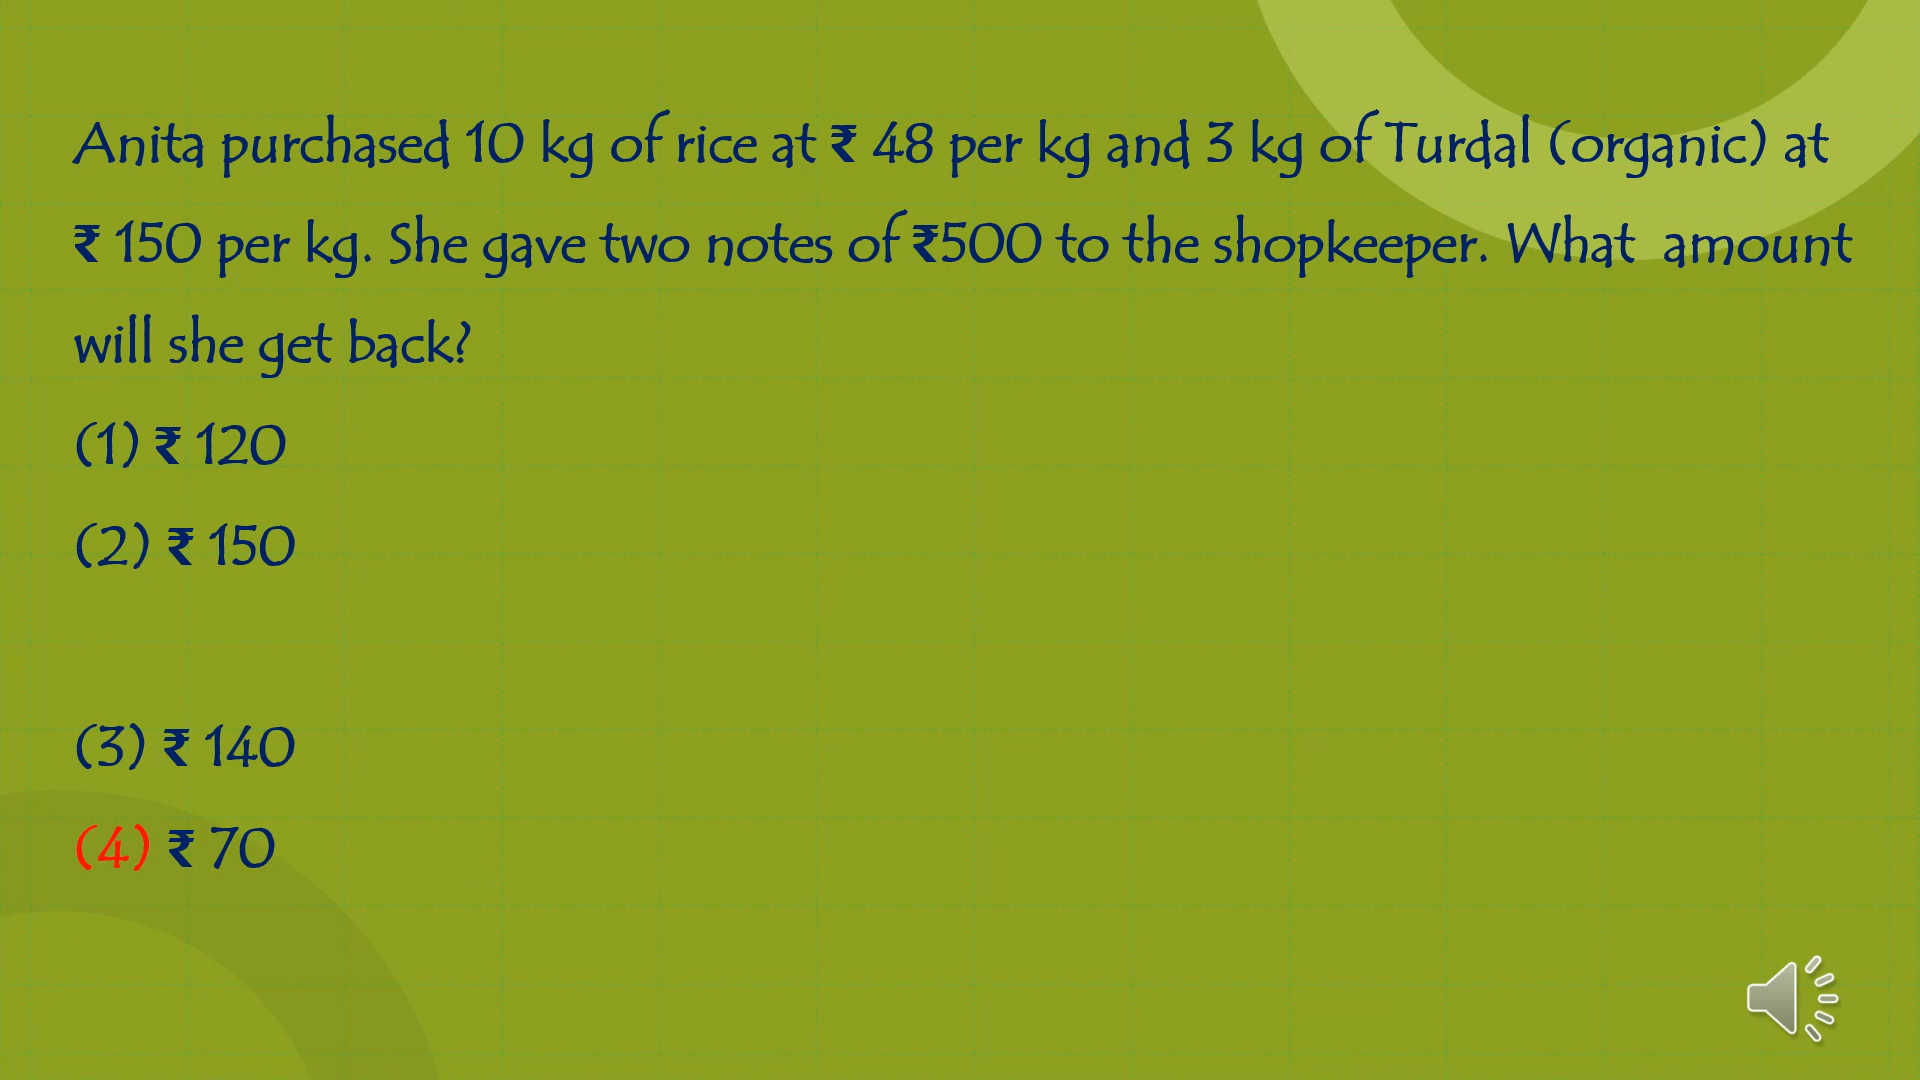 Anita purchased 10 kg of rice at ₹ 48 per kg and 3 kg of Turdal (organic) at
₹ 150 per kg. She gave two notes of ₹500 to the shopkeeper. What  amount
will she get back?
(1) ₹ 120
(2) ₹ 150
(3) ₹ 140
(4) ₹ 70